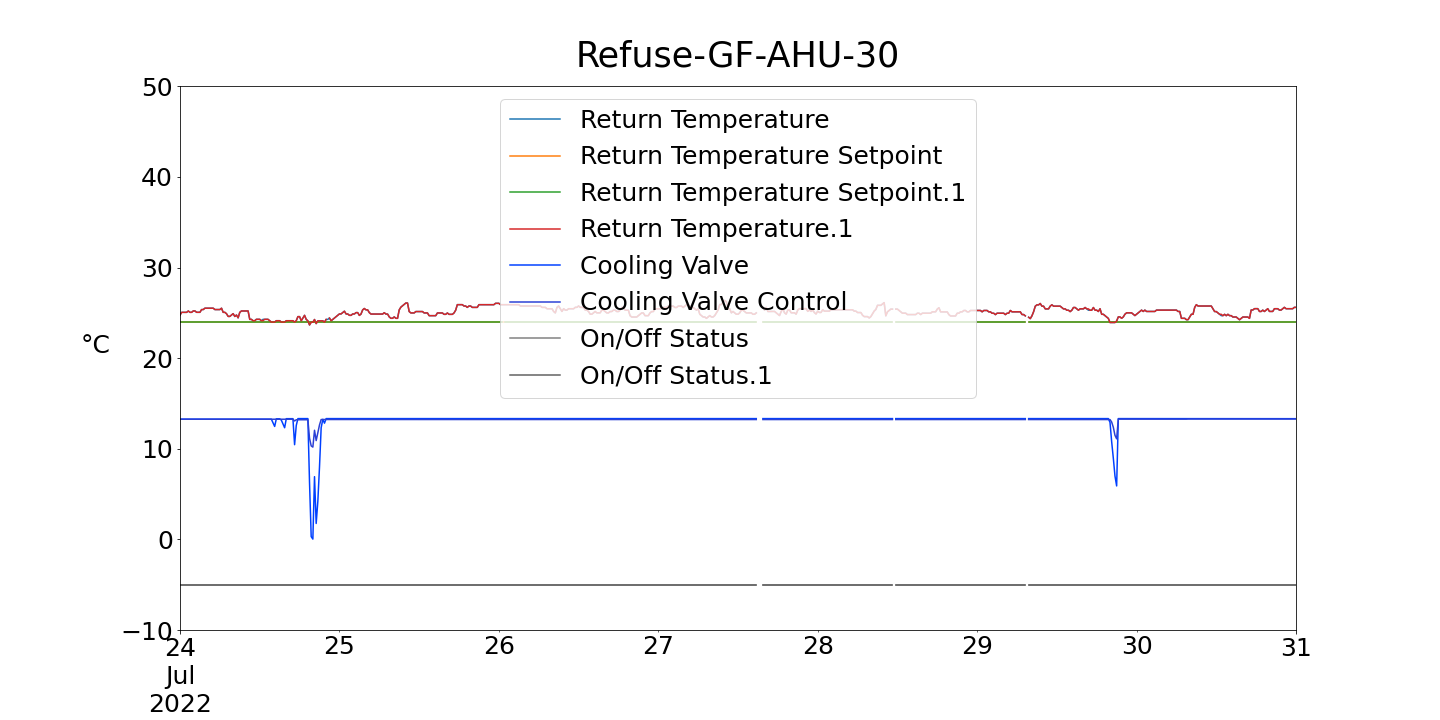 Refuse-GF-AHU-30
50
40
30
20
10
0
−10
°C
Return Temperature
Return Temperature Setpoint
Return Temperature Setpoint.1
Return Temperature.1
Cooling Valve
Cooling Valve Control
On/Off Status
On/Off Status.1
24 25 26 27 28 29 30 31
Jul
2022